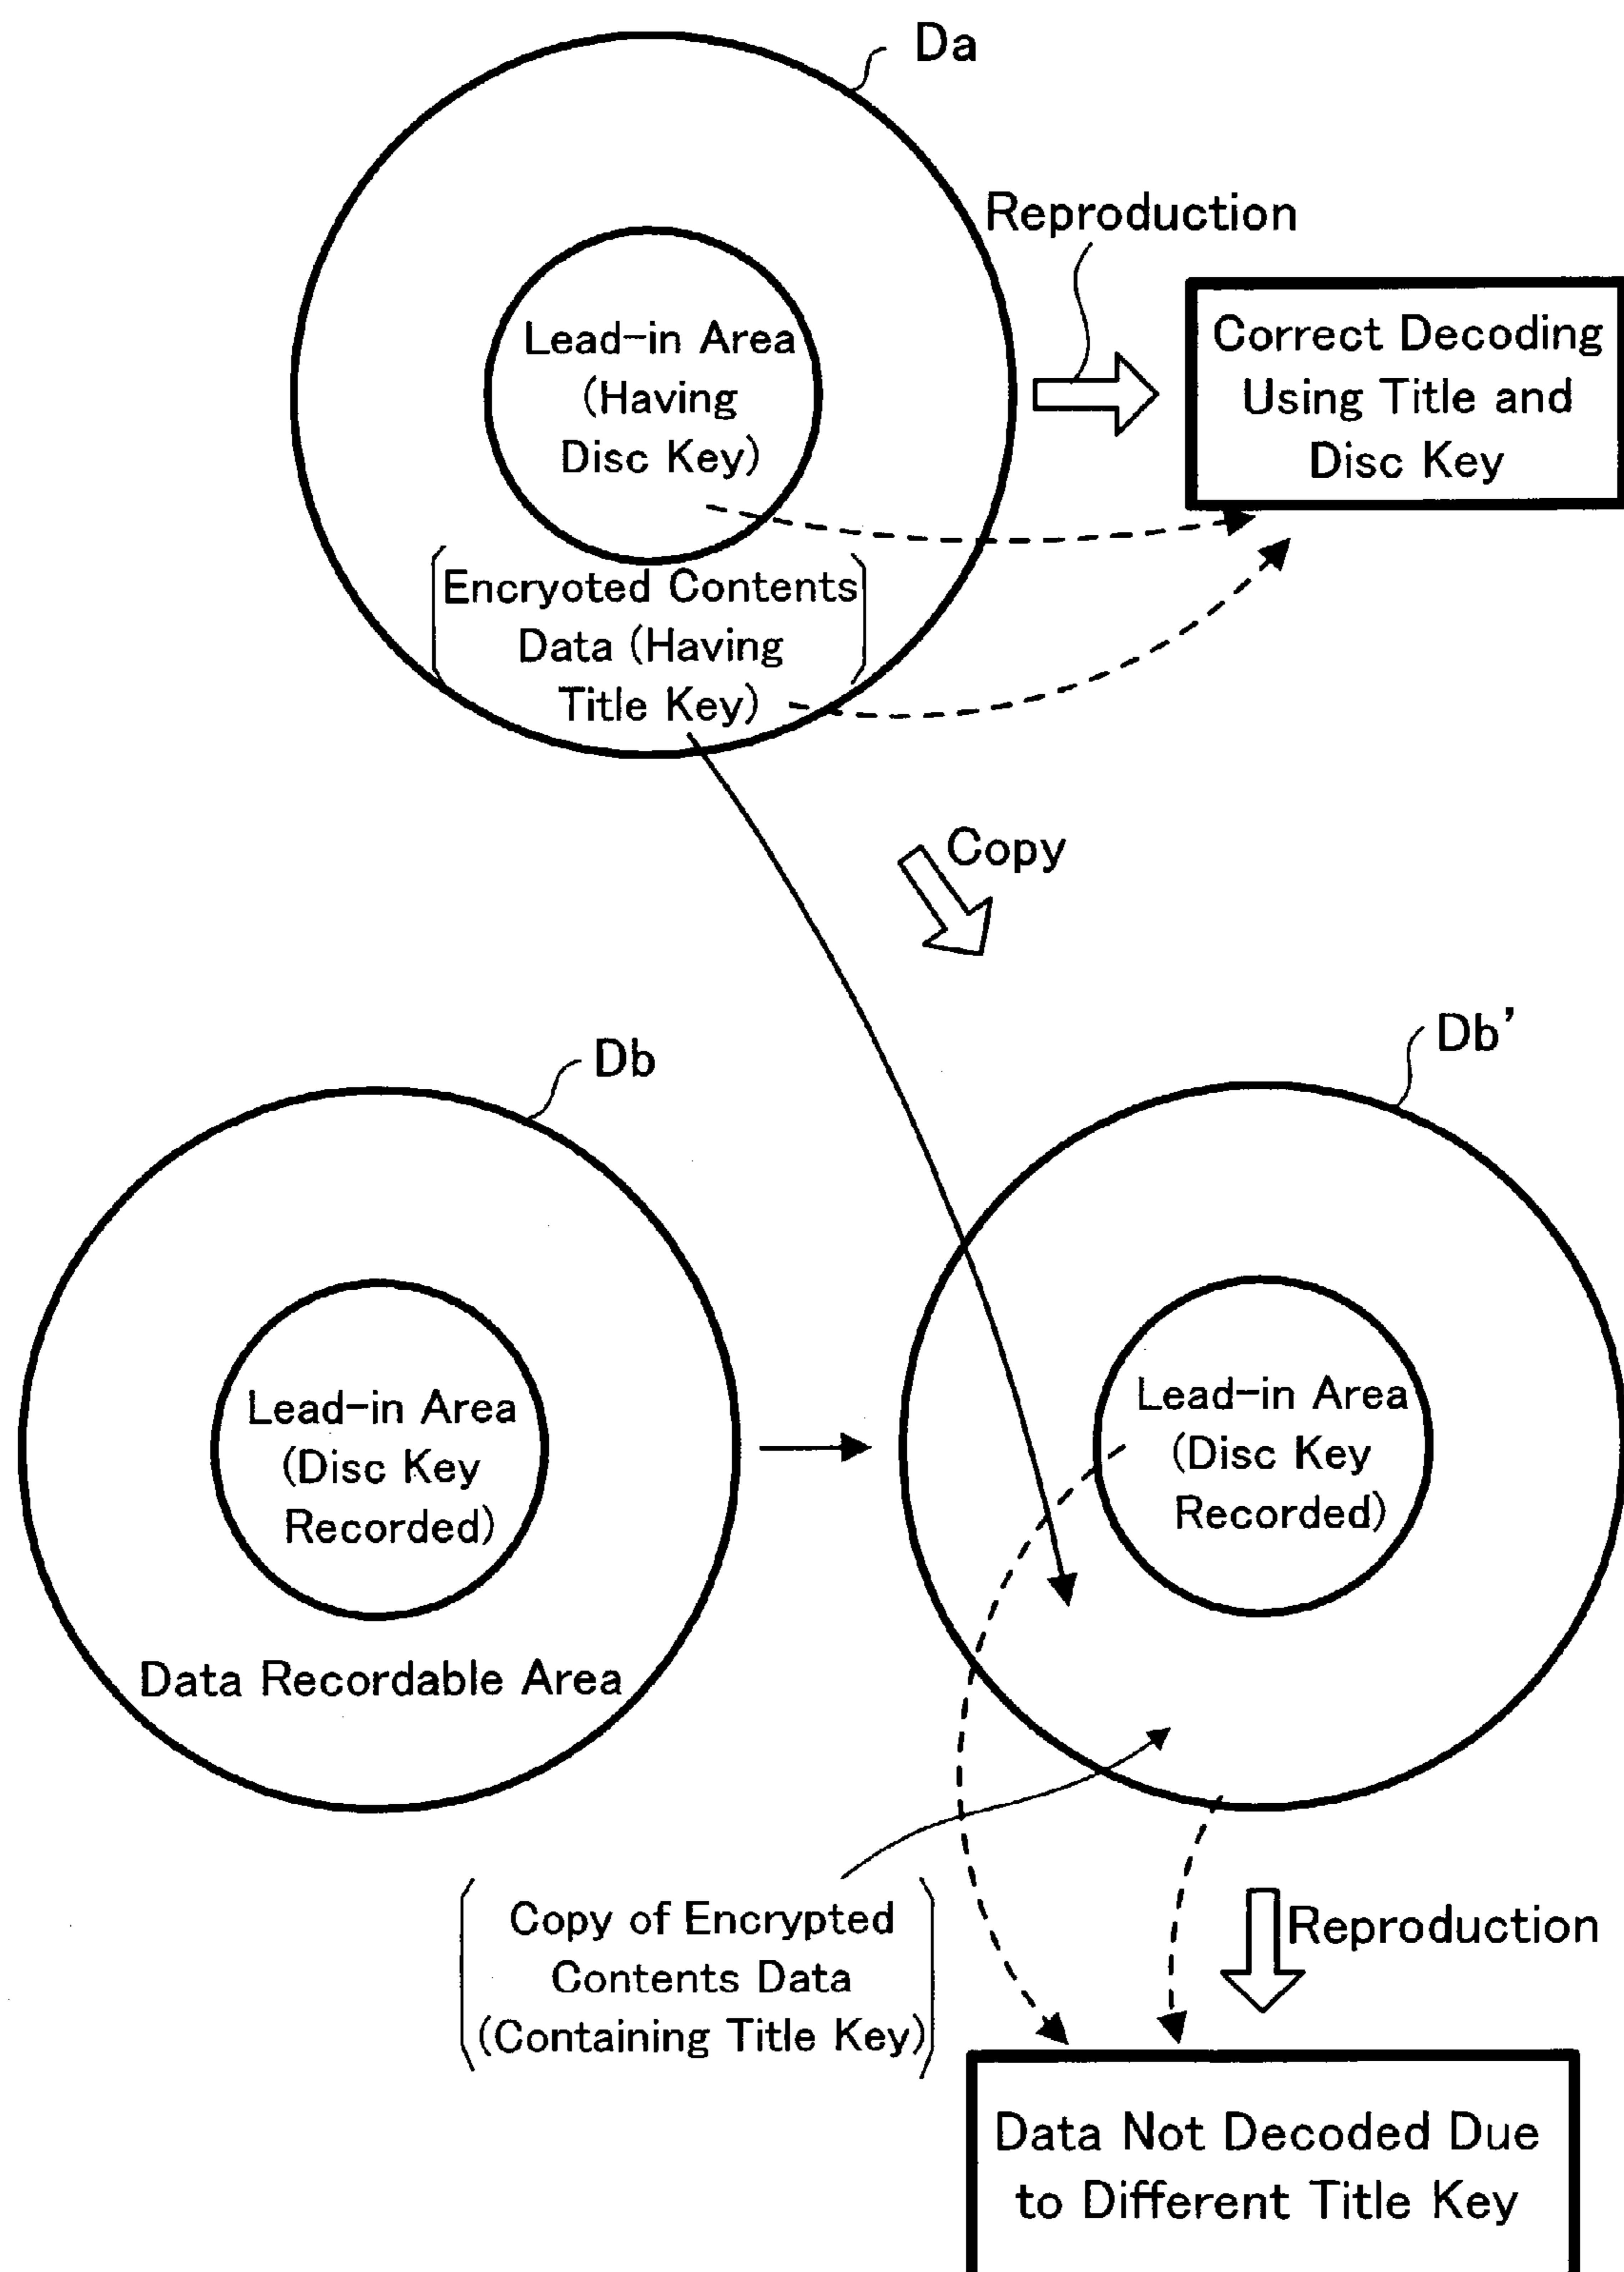 Da
Reproduction
Lead-in Area
(Having
Disc Key)
Correct Decoding
Using Title and
Disc Key
Encryoted Contents
Data (Having
Title Key)
Copy
Db
Db'
Lead-in Area
(Disc Key
Recorded)
Data Recordable Area
Lead-in Area
(Disc Key
Recorded)
Copy of Encrypted
Contents Data
(Containing Title Key)
Reproduction
Data Not Decoded Due
to Different Title Key